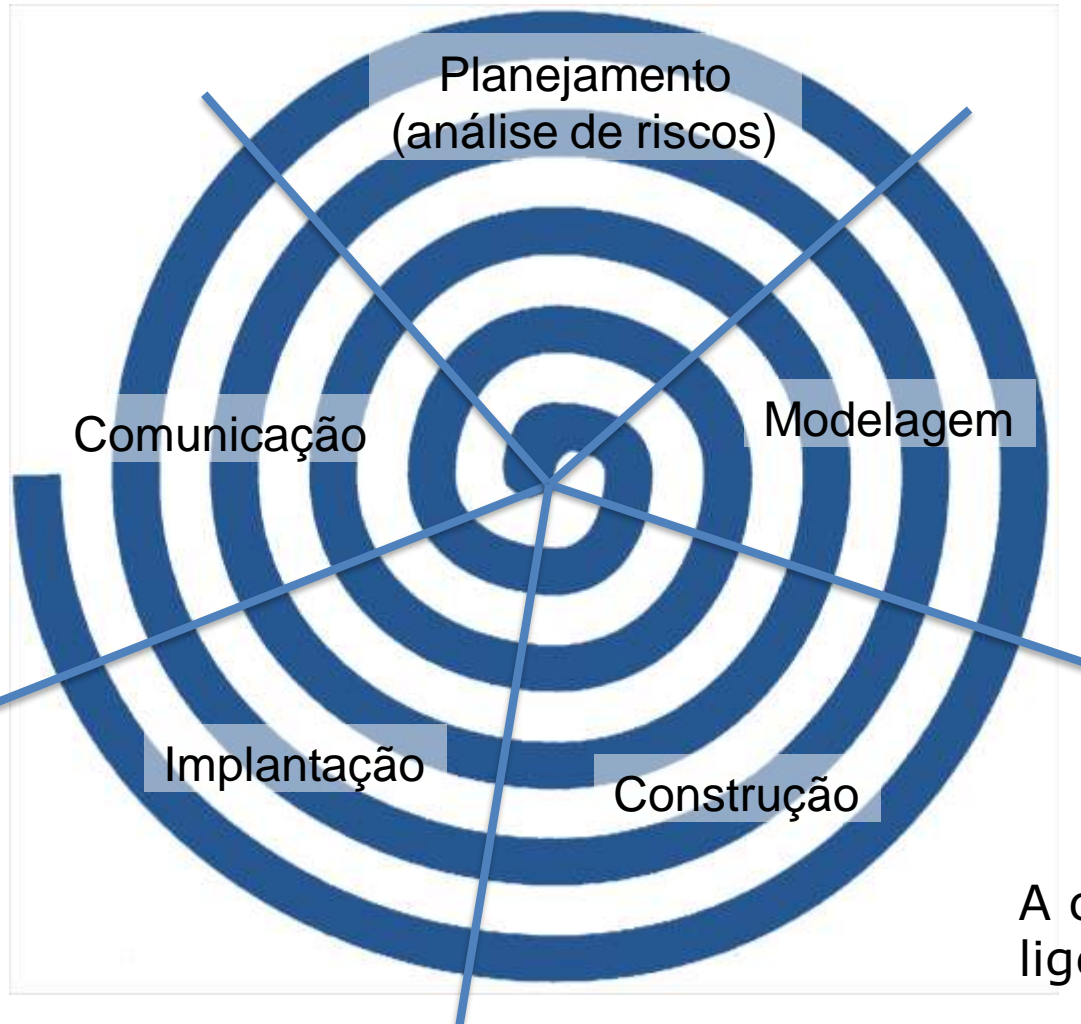 Planejamento
(análise de riscos)
Comunicação
Modelagem
Implantação
Construção
A